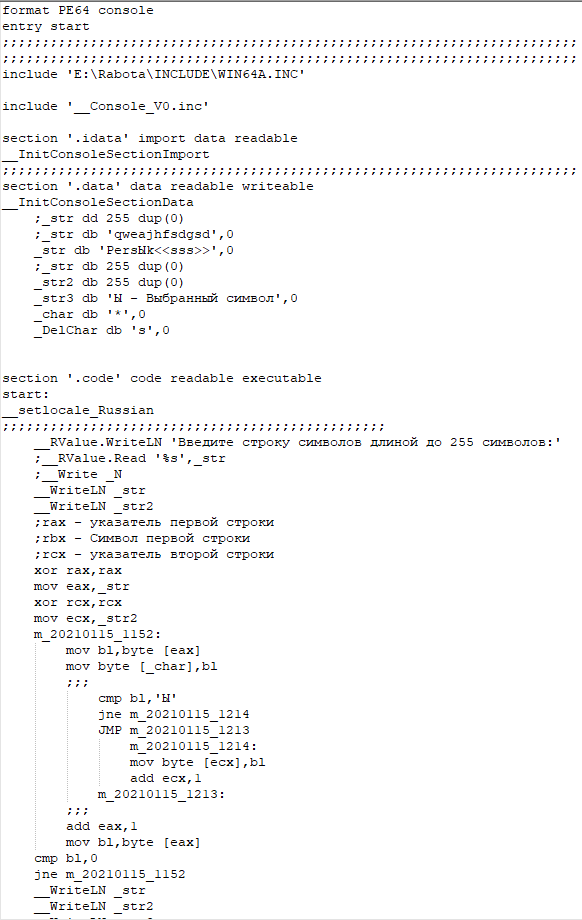 format PE64 console
entry start
;;;;;;;;;;;;;;;;;;;;;;;;;;;;;;;;;;;;;;;;;;;;;;;;;;;;;;;;;;;;;;;;;;;;;;;;
;;;;;;;;;;;;;;;;;;;;;;;;;;;;;;;;;;;;;;;;;;;;;;;;;;;;;;;;;;;;;;;;;;;;;;;;
include 'E:\Rabota\INCLUDE\WIN64A.INC'
include '__Console_V0.inc'
section '.idata' import data readable
__InitConsoleSectionImport
;;;;;;;;;;;;;;;;;;;;;;;;;;;;;;;;;;;;;;;;;;;;;;;;;;;;;;;;;;;;;;;;;;;;;;;;
section '.data' data readable writeable
__InitConsoleSectionData
;_str dd 255 dup(0)
;_str db 'qweajhfsdgsd',0
_str db 'PersЫk<<sss>>',0
;_str db 255 dup(0)
_str2 db 255 dup(0)
_str3 db 'Ы - Выбранный символ',0
_char db '*',0
_DelChar db 's',0
section '.code' code readable executable
start:
__setlocale_Russian
;;;;;;;;;;;;;;;;;;;;;;;;;;;;;;;;;;;;;;;;;;;;;;;;
__RValue.WriteLN 'Введите строку символов длиной до 255 символов:'
;__RValue.Read '%s',_str
;__Write _N
__WriteLN _str
__WriteLN _str2
;rax - указатель первой строки
;rbx - Символ первой строки
;rcx - указатель второй строки
xor rax,rax
mov eax,_str
xor rcx,rcx
mov ecx,_str2
m_20210115_1152:
mov bl,byte [eax]
mov byte [_char],bl
;;;
cmp bl,'Ы'
jne m_20210115_1214
JMP m_20210115_1213
m_20210115_1214:
mov byte [ecx],bl
add ecx,1
m_20210115_1213:
;;;
add eax,1
mov bl,byte [eax]
cmp bl,0
jne m_20210115_1152
__WriteLN _str
__WriteLN _str2